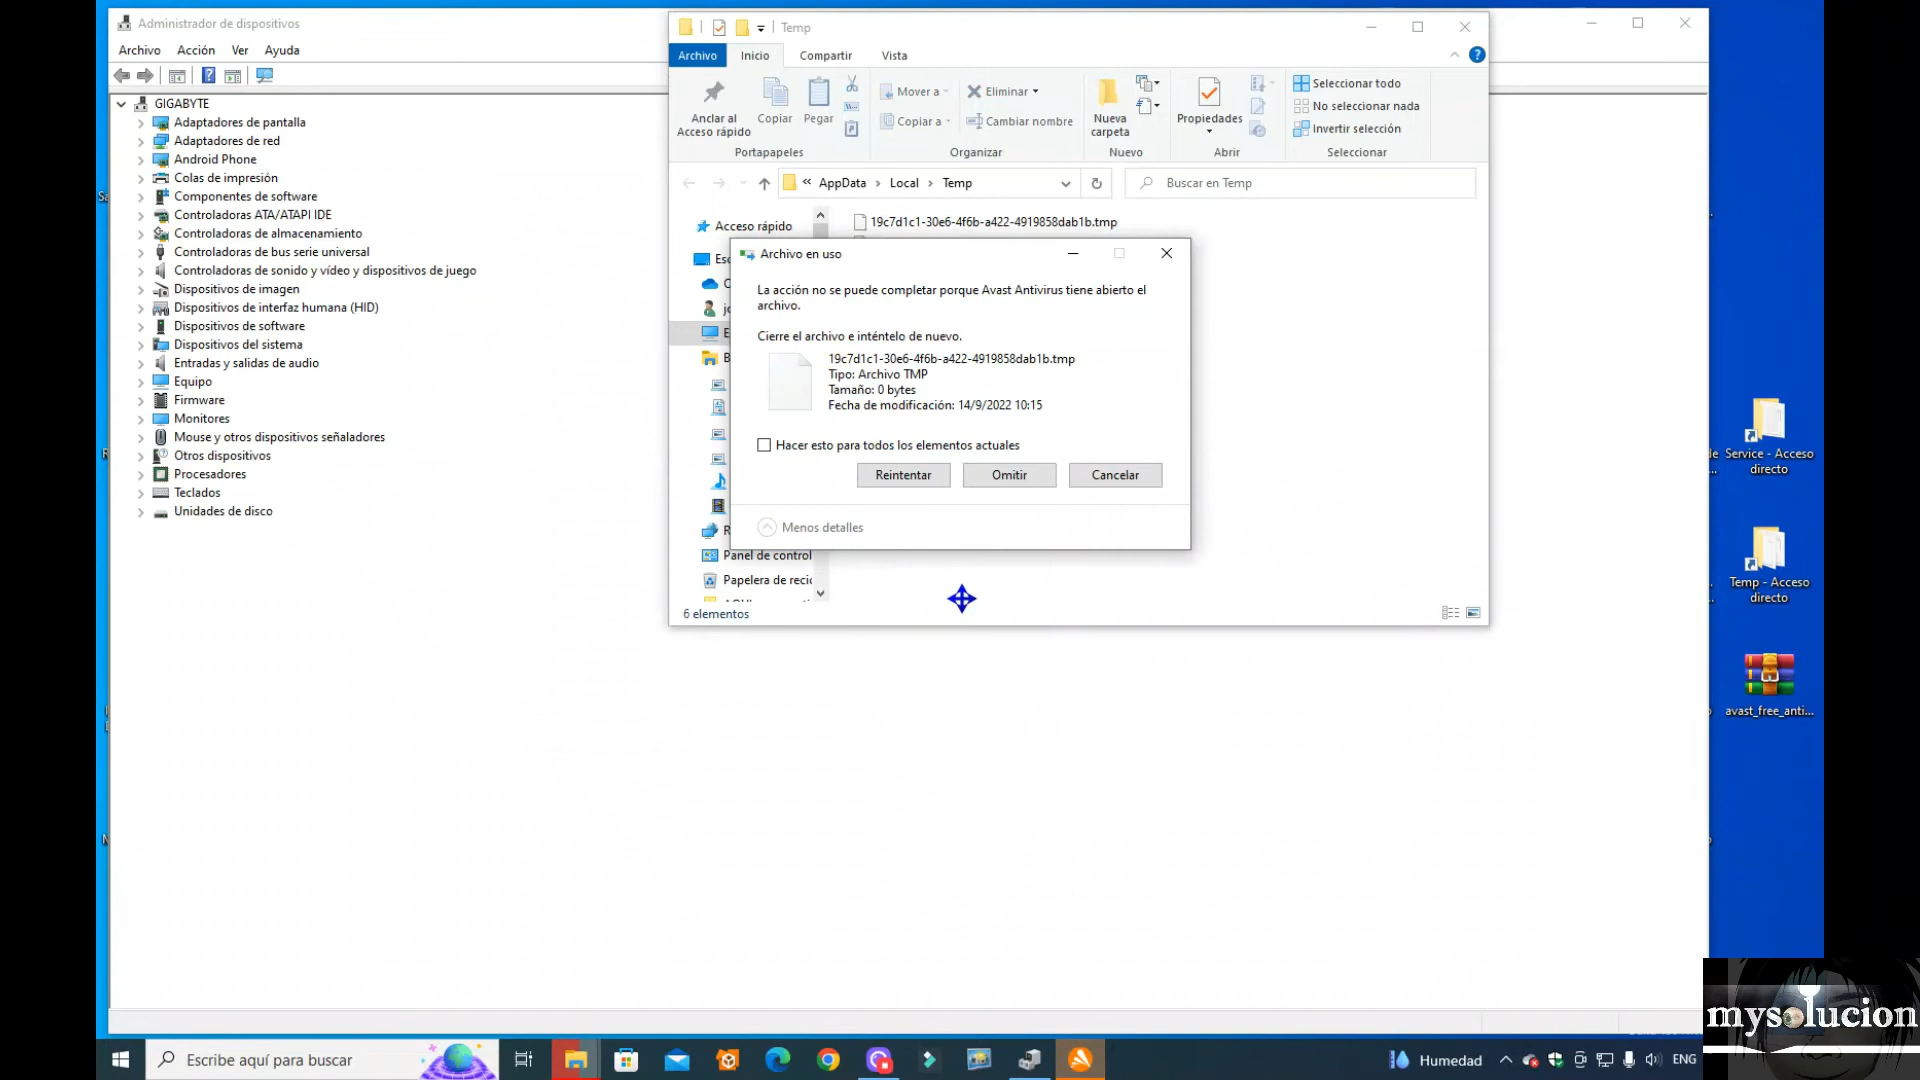 Administrador de dispositivos
Archivo Acción Ver Ayuda
GIGABYTE
Adaptadores de pantalla
Adaptadores de red
Android Phone
Colas de impresión
Componentes de software
Controladoras ATA/ATAPI IDE
Controladoras de almacenamiento
Controladoras de bus serie universal
Controladoras de sonido y vídeo y dispositivos de juego
Dispositivos de imagen
Dispositivos de interfaz humana (HID)
Dispositivos de software
Dispositivos del sistema
Entradas y salidas de audio
Equipo
Firmware
Monitores
Mouse y otros dispositivos señaladores
Otros dispositivos
Procesadores
Teclados
Unidades de disco
Temp
Archivo Inicio Compartir Vista
Anclar al
Acceso rápido
Copiar
Pegar
Portapapeles
Mover a
Copiar a
Eliminar
Cambiar nombre
Organizar
Nueva
carpeta
Nuevo
Propiedades
Abrir
Seleccionar todo
No seleccionar nada
Invertir selección
Seleccionar
« AppData › Local › Temp
Buscar en Temp
Acceso rápido
19c7d1c1-30e6-4f6b-a422-4919858dab1b.tmp
Archivo en uso
La acción no se puede completar porque Avast Antivirus tiene abierto el
archivo.
Cierre el archivo e inténtelo de nuevo.
19c7d1c1-30e6-4f6b-a422-4919858dab1b.tmp
Tipo: Archivo TMP
Tamaño: 0 bytes
Fecha de modificación: 14/9/2022 10:15
Hacer esto para todos los elementos actuales
Reintentar Omitir Cancelar
Menos detalles
Panel de control
Papelera de recic
6 elementos
Service - Acceso
directo
Temp - Acceso
directo
avast_free_anti...
mysolucion
Escribe aquí para buscar
Humedad
ENG